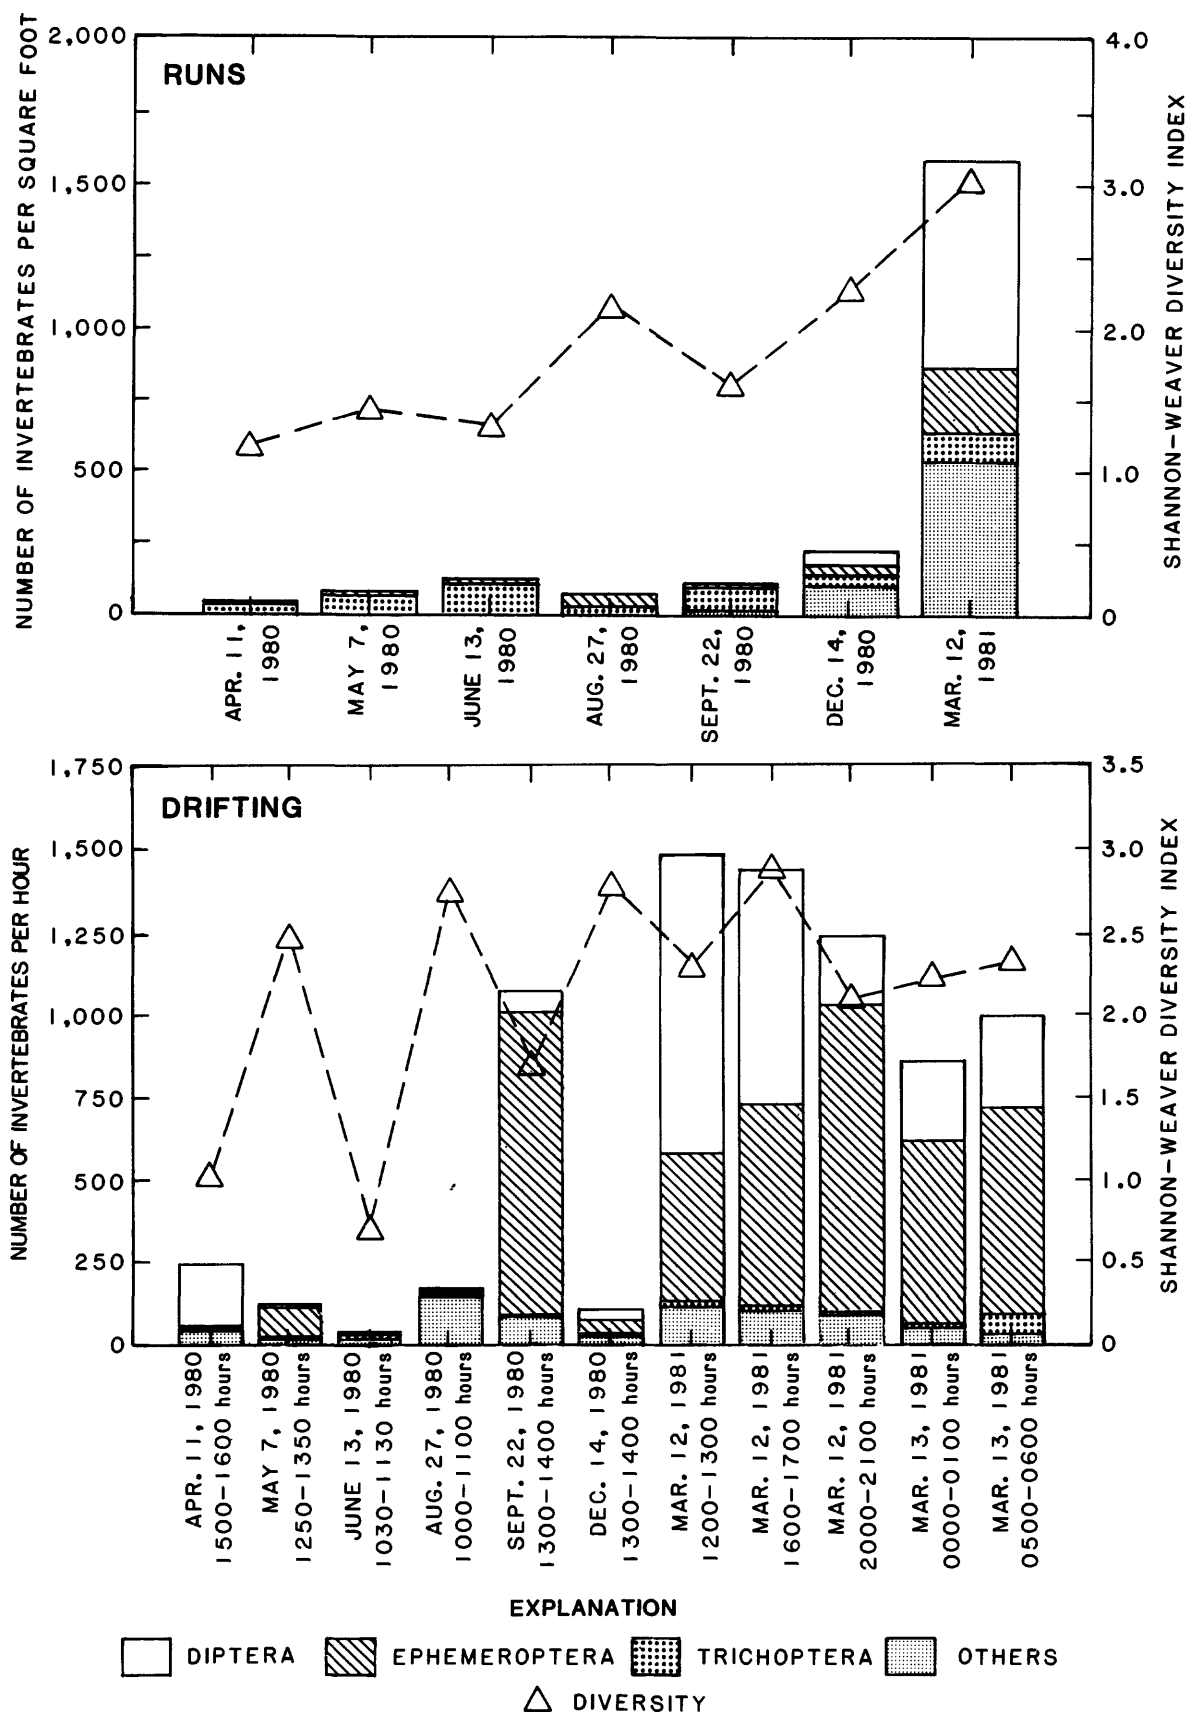 RUNS
NUMBER OF INVERTEBRATES PER SQUARE FOOT
2,000
1,500
1,000
500
0
SHANNON-WEAVER DIVERSITY INDEX
4.0
3.0
2.0
1.0
0
APR. 11, 1980
MAY 7, 1980
JUNE 13, 1980
AUG. 27, 1980
SEPT. 22, 1980
DEC. 14, 1980
MAR. 12, 1981
DRIFTING
NUMBER OF INVERTEBRATES PER HOUR
1,750
1,500
1,250
1,000
750
500
250
0
SHANNON-WEAVER DIVERSITY INDEX
3.5
3.0
2.5
2.0
1.5
1.0
0.5
0
APR. 11, 1980
1500-1600 hours
MAY 7, 1980
1250-1350 hours
JUNE 13, 1980
1030-1130 hours
AUG. 27, 1980
1000-1100 hours
SEPT. 22, 1980
1300-1400 hours
DEC. 14, 1980
1300-1400 hours
MAR. 12, 1981
1200-1300 hours
MAR. 12, 1981
1600-1700 hours
MAR. 12, 1981
2000-2100 hours
MAR. 13, 1981
0000-0100 hours
MAR. 13, 1981
0500-0600 hours
EXPLANATION
DIPTERA EPHEMEROPTERA TRICHOPTERA OTHERS
DIVERSITY